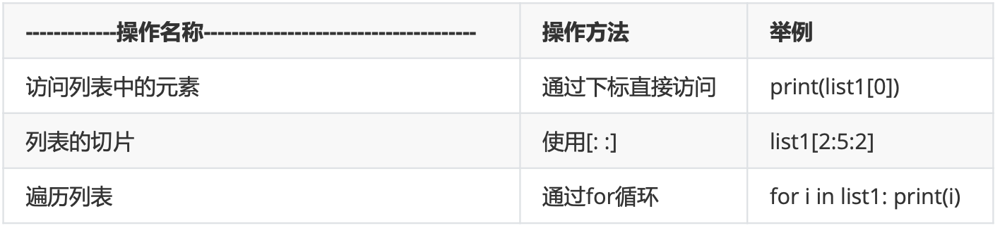 -------------操作名称--------------------------------------- 操作方法 举例
访问列表中的元素 通过下标直接访问 print(list1[0])
列表的切片 使用[: :] list1[2:5:2]
遍历列表 通过for循环 for i in list1: print(i)